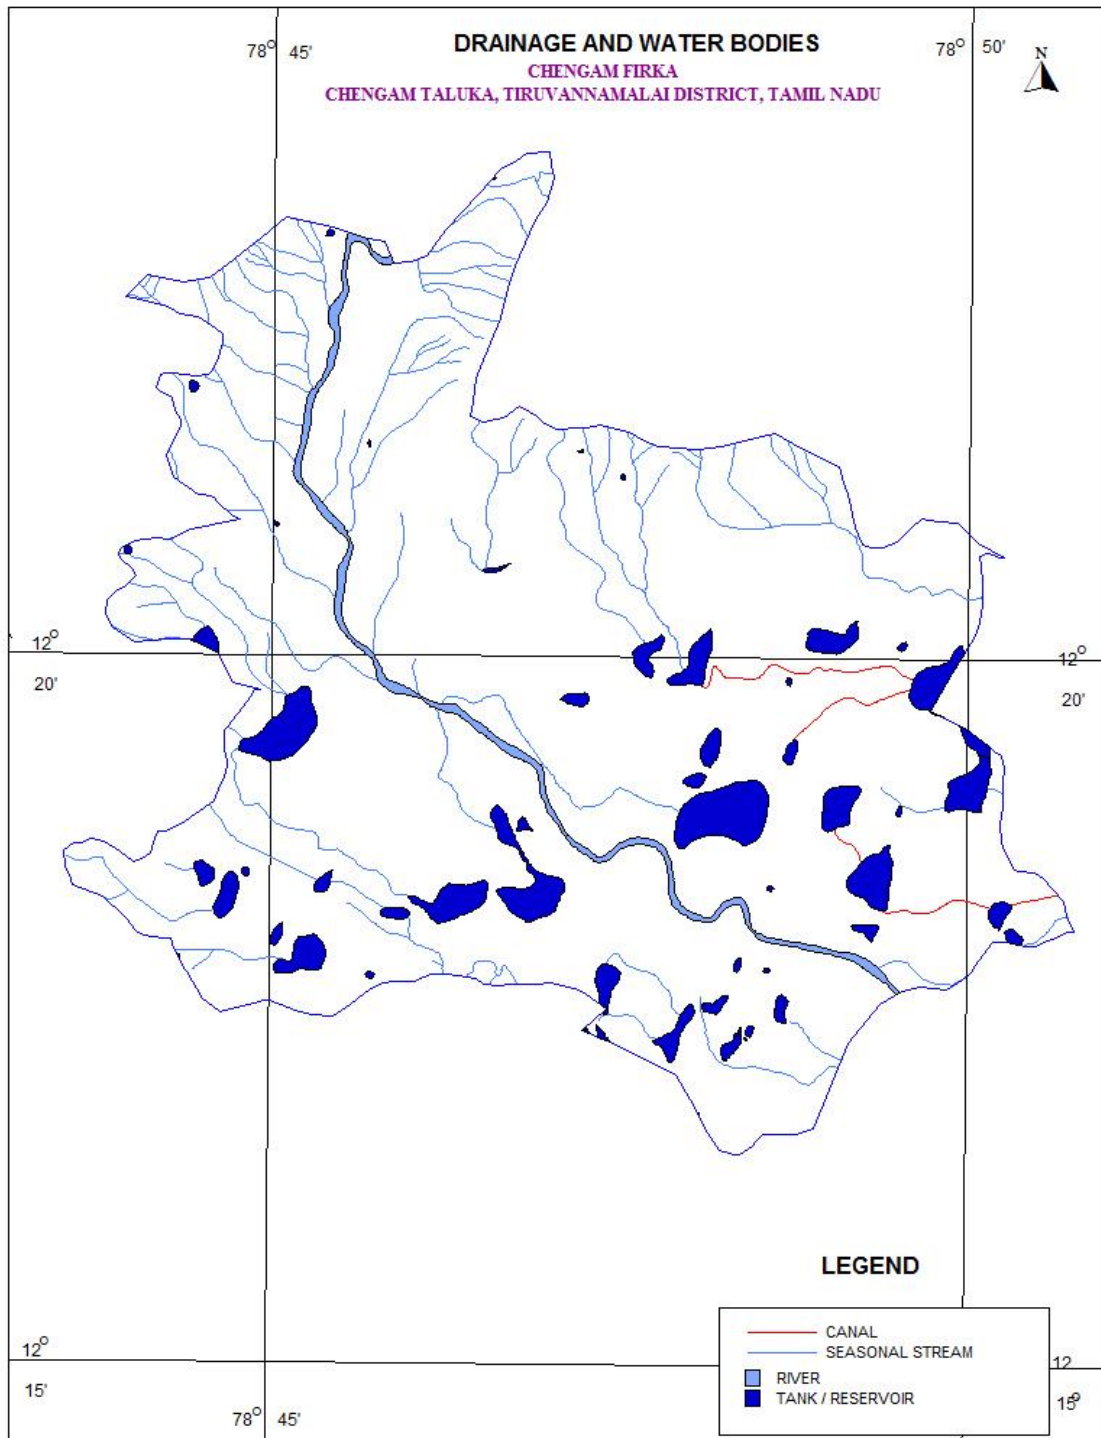 DRAINAGE AND WATER BODIES
CHENGAM FIRKA
CHENGAM TALUKA, TIRUVANNAMALAI DISTRICT, TAMIL NADU
78° 45'
78° 50'
N
12°
20'
12°
20'
LEGEND
CANAL
SEASONAL STREAM
RIVER
TANK / RESERVOIR
12°
15'
12
15°
78° 45'